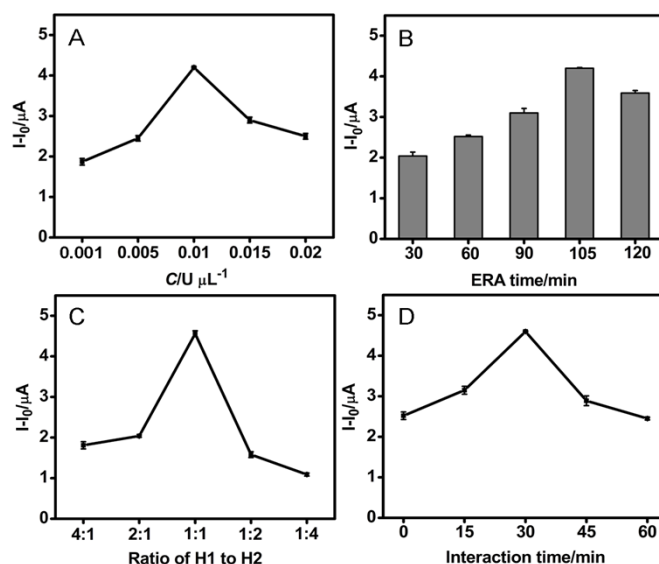 A
I-I₀/μA
5
4
3
2
1
0
0.001 0.005 0.01 0.015 0.02
C/U μL⁻¹
B
I-I₀/μA
5
4
3
2
1
0
30 60 90 105 120
ERA time/min
C
I-I₀/μA
5
4
3
2
1
0
4:1 2:1 1:1 1:2 1:4
Ratio of H1 to H2
D
I-I₀/μA
5
4
3
2
1
0
0 15 30 45 60
Interaction time/min